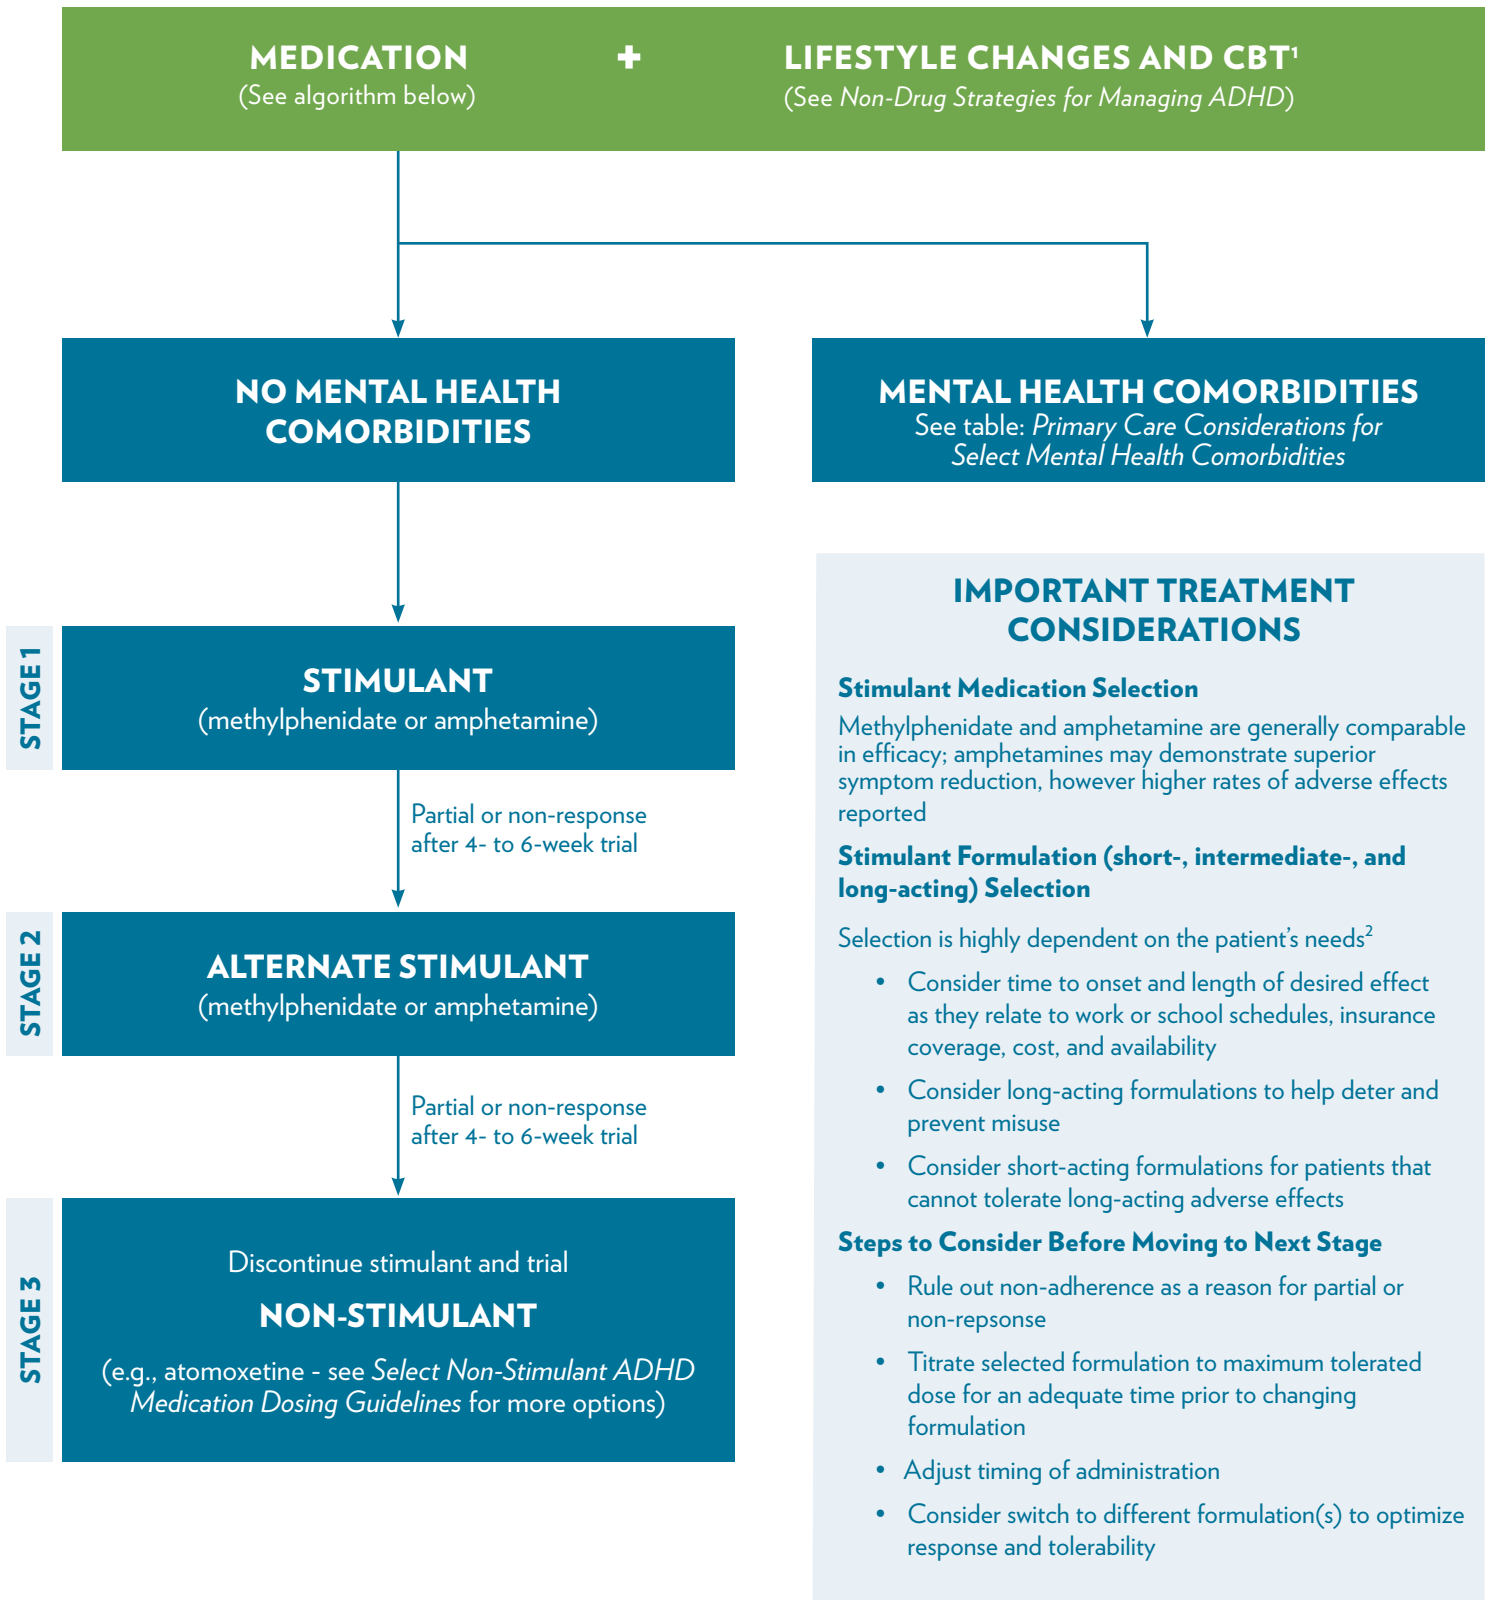 MEDICATION
(See algorithm below)
+
LIFESTYLE CHANGES AND CBT¹
(See Non-Drug Strategies for Managing ADHD)
NO MENTAL HEALTH
COMORBIDITIES
MENTAL HEALTH COMORBIDITIES
See table: Primary Care Considerations for
Select Mental Health Comorbidities
STAGE 1
STIMULANT
(methylphenidate or amphetamine)
Partial or non-response
after 4- to 6-week trial
STAGE 2
ALTERNATE STIMULANT
(methylphenidate or amphetamine)
Partial or non-response
after 4- to 6-week trial
STAGE 3
Discontinue stimulant and trial
NON-STIMULANT
(e.g., atomoxetine - see Select Non-Stimulant ADHD
Medication Dosing Guidelines for more options)
IMPORTANT TREATMENT
CONSIDERATIONS
Stimulant Medication Selection
Methylphenidate and amphetamine are generally comparable
in efficacy; amphetamines may demonstrate superior
symptom reduction, however higher rates of adverse effects
reported
Stimulant Formulation (short-, intermediate-, and
long-acting) Selection
Selection is highly dependent on the patient's needs²
• Consider time to onset and length of desired effect
as they relate to work or school schedules, insurance
coverage, cost, and availability
• Consider long-acting formulations to help deter and
prevent misuse
• Consider short-acting formulations for patients that
cannot tolerate long-acting adverse effects
Steps to Consider Before Moving to Next Stage
• Rule out non-adherence as a reason for partial or
non-repsonse
• Titrate selected formulation to maximum tolerated
dose for an adequate time prior to changing
formulation
• Adjust timing of administration
• Consider switch to different formulation(s) to optimize
response and tolerability